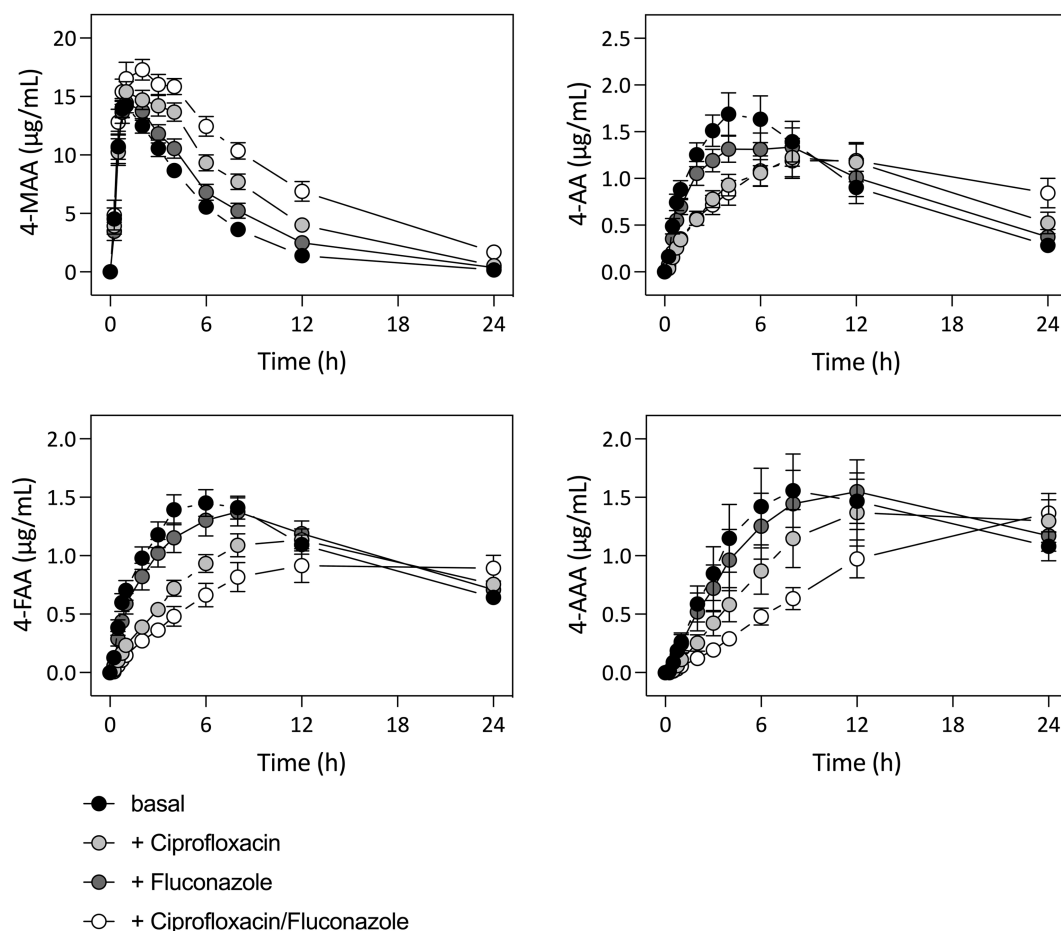 4-MAA (µg/mL)
20
15
10
5
0
0 6 12 18 24
Time (h)
4-AA (µg/mL)
2.5
2.0
1.5
1.0
0.5
0.0
0 6 12 18 24
Time (h)
4-FAA (µg/mL)
2.0
1.5
1.0
0.5
0.0
0 6 12 18 24
Time (h)
4-AAA (µg/mL)
2.0
1.5
1.0
0.5
0.0
0 6 12 18 24
Time (h)
basal
+ Ciprofloxacin
+ Fluconazole
+ Ciprofloxacin/Fluconazole